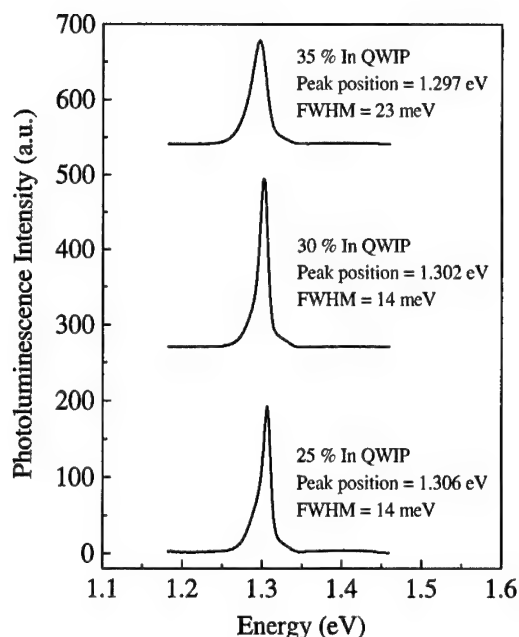 700
600
500
400
300
200
100
0
Photoluminescence Intensity (a.u.)
35 % In QWIP
Peak position = 1.297 eV
FWHM = 23 meV
30 % In QWIP
Peak position = 1.302 eV
FWHM = 14 meV
25 % In QWIP
Peak position = 1.306 eV
FWHM = 14 meV
1.1 1.2 1.3 1.4 1.5 1.6
Energy (eV)